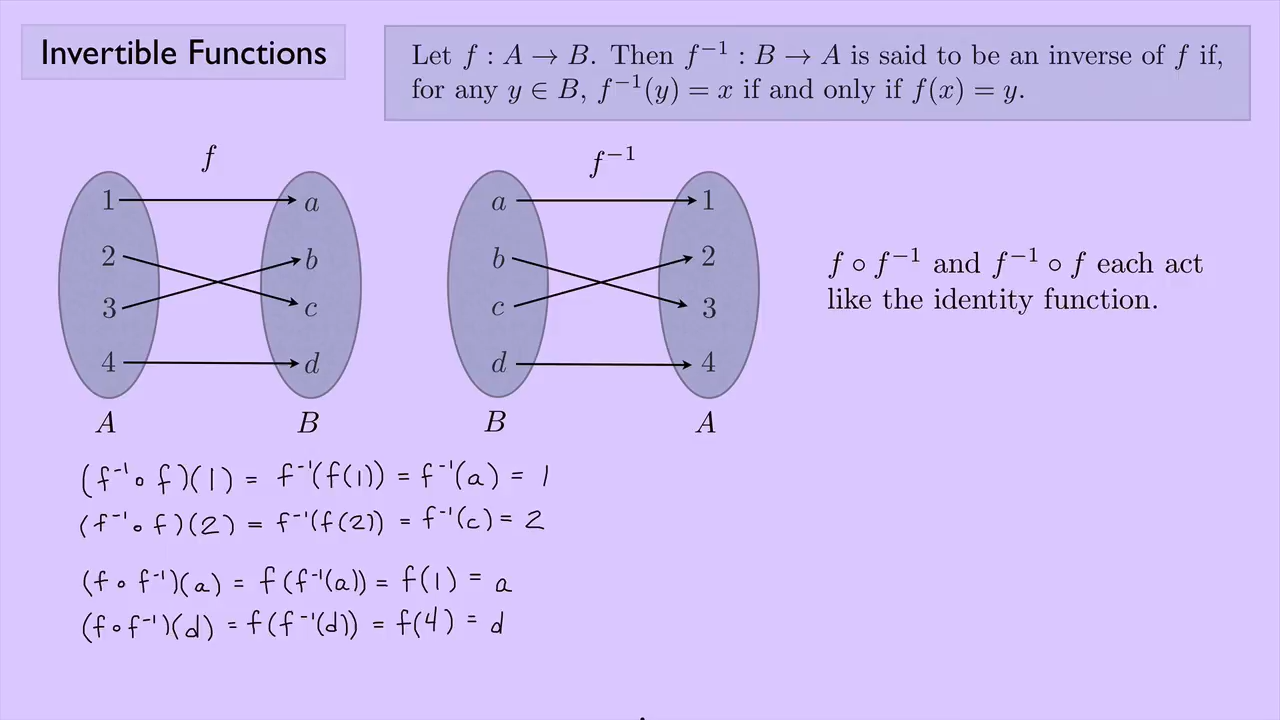 Invertible Functions
Let f : A → B. Then f⁻¹ : B → A is said to be an inverse of f if,
for any y ∈ B, f⁻¹(y) = x if and only if f(x) = y.
f
1
2
3
4
a
b
c
d
A
B
f⁻¹
a
b
c
d
1
2
3
4
B
A
f ∘ f⁻¹ and f⁻¹ ∘ f each act
like the identity function.
(f⁻¹ ∘ f)(1) = f⁻¹(f(1)) = f⁻¹(a) = 1
(f⁻¹ ∘ f)(2) = f⁻¹(f(2)) = f⁻¹(c) = 2
(f ∘ f⁻¹)(a) = f(f⁻¹(a)) = f(1) = a
(f ∘ f⁻¹)(d) = f(f⁻¹(d)) = f(4) = d